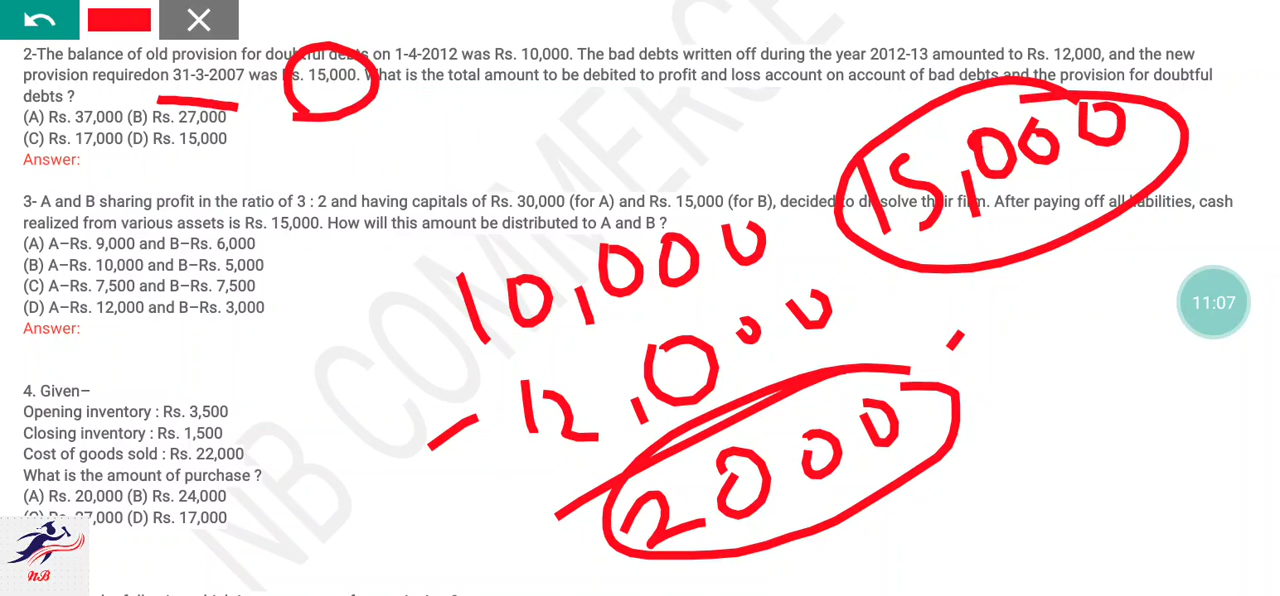 2-The balance of old provision for doubtful debts on 1-4-2012 was Rs. 10,000. The bad debts written off during the year 2012-13 amounted to Rs. 12,000, and the new
provision requiredon 31-3-2007 was Rs. 15,000. What is the total amount to be debited to profit and loss account on account of bad debts and the provision for doubtful
debts ?
(A) Rs. 37,000 (B) Rs. 27,000
(C) Rs. 17,000 (D) Rs. 15,000
Answer:
15,000
3- A and B sharing profit in the ratio of 3 : 2 and having capitals of Rs. 30,000 (for A) and Rs. 15,000 (for B), decided to dissolve their firm. After paying off all liabilities, cash
realized from various assets is Rs. 15,000. How will this amount be distributed to A and B ?
(A) A–Rs. 9,000 and B–Rs. 6,000
(B) A–Rs. 10,000 and B–Rs. 5,000
(C) A–Rs. 7,500 and B–Rs. 7,500
(D) A–Rs. 12,000 and B–Rs. 3,000
Answer:
10,000
- 12,000
2000
11:07
4. Given–
Opening inventory : Rs. 3,500
Closing inventory : Rs. 1,500
Cost of goods sold : Rs. 22,000
What is the amount of purchase ?
(A) Rs. 20,000 (B) Rs. 24,000
(D) Rs. 17,000
NB
NB COMMERCE